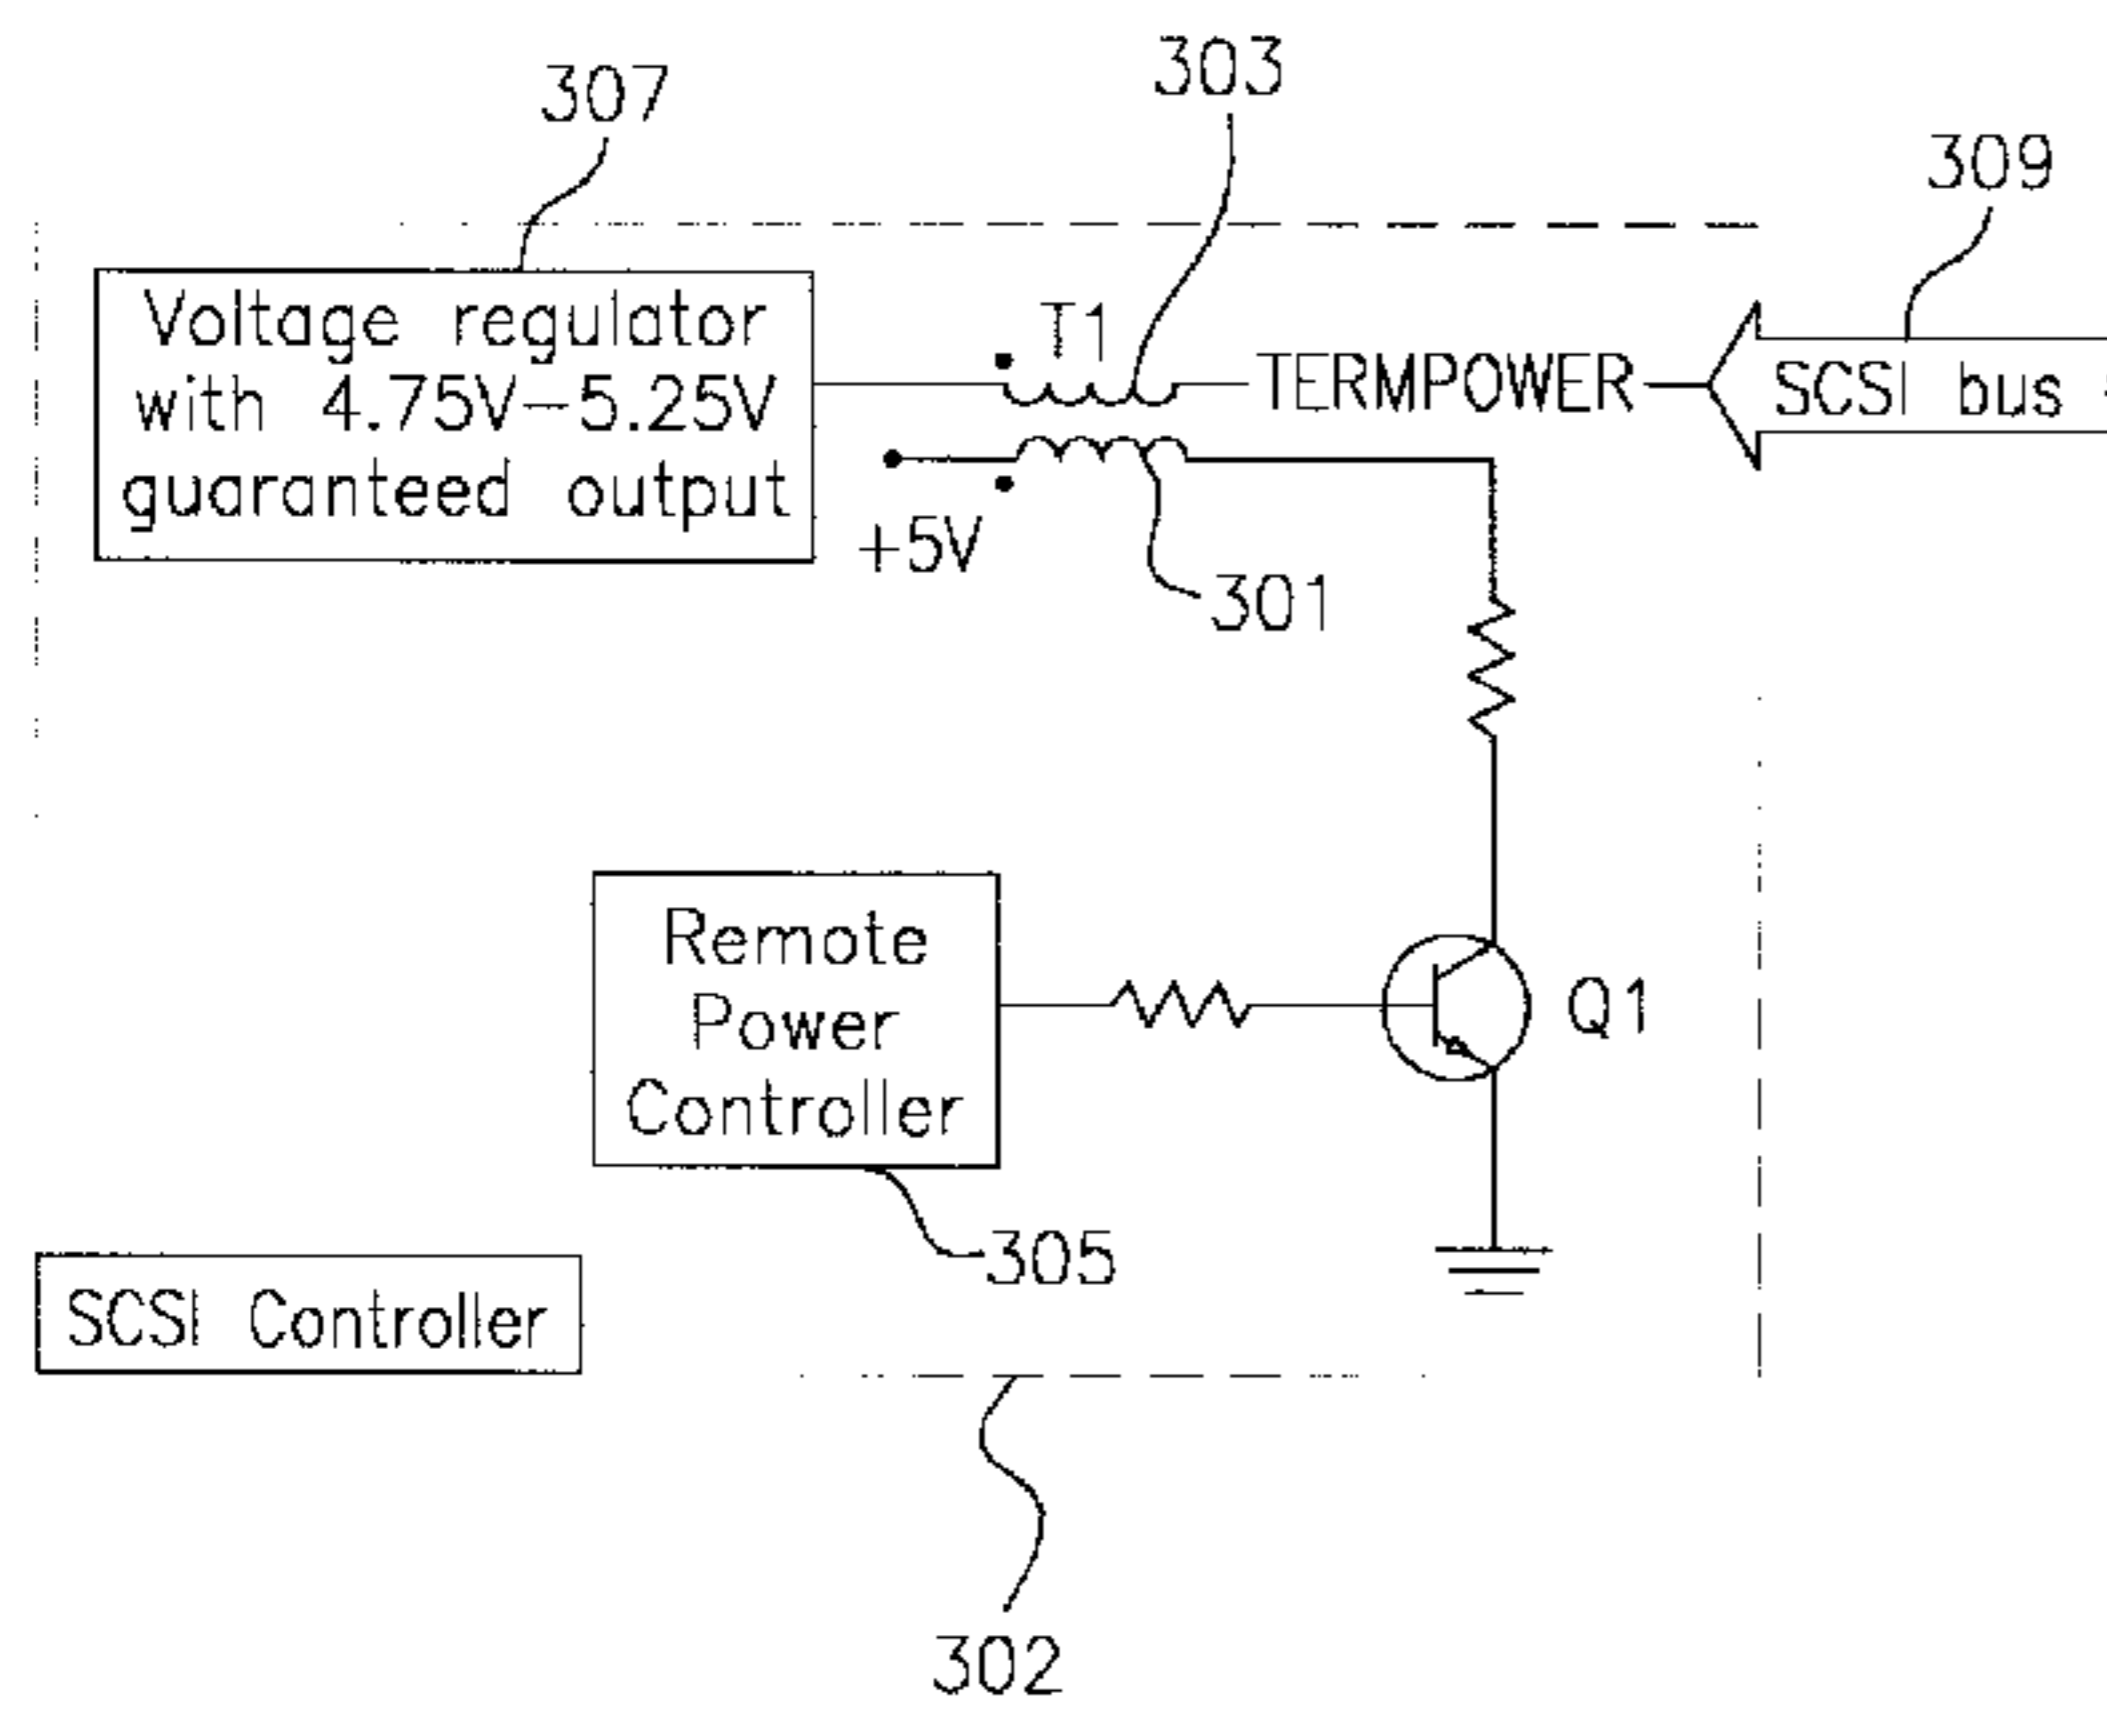 307
303
309
Voltage regulator
with 4.75V-5.25V
guaranteed output
T1
TERMPOWER
SCSI bus
+5V
301
Remote
Power
Controller
Q1
305
SCSI Controller
302